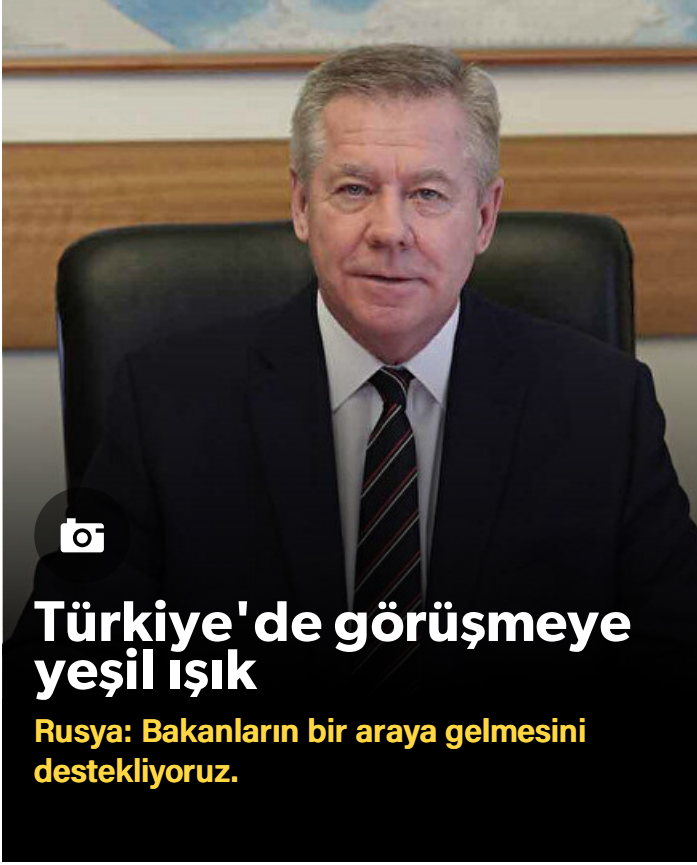 Türkiye'de görüşmeye
yeşil ışık
Rusya: Bakanların bir araya gelmesini
destekliyoruz.